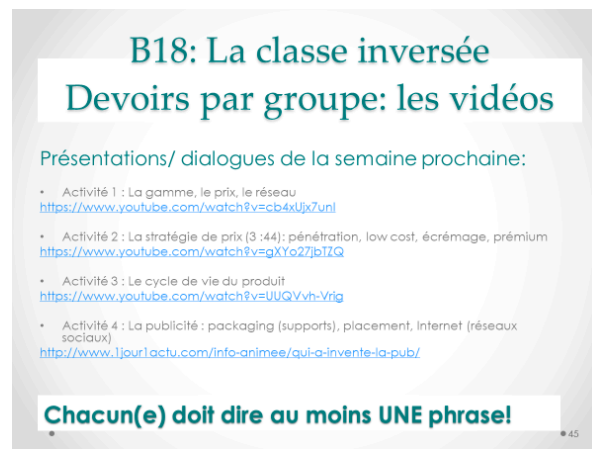 B18: La classe inversée
Devoirs par groupe: les vidéos
Présentations/ dialogues de la semaine prochaine:
• Activité 1 : La gamme, le prix, le réseau
https://www.youtube.com/watch?v=cb4xUjx7unI
• Activité 2 : La stratégie de prix (3 :44): pénétration, low cost, écrémage, prémium
https://www.youtube.com/watch?v=gXYo27jbTZQ
• Activité 3 : Le cycle de vie du produit
https://www.youtube.com/watch?v=UUQVvh-Vrig
• Activité 4 : La publicité : packaging (supports), placement, Internet (réseaux
sociaux)
http://www.1jour1actu.com/info-animee/qui-a-invente-la-pub/
Chacun(e) doit dire au moins UNE phrase!
45